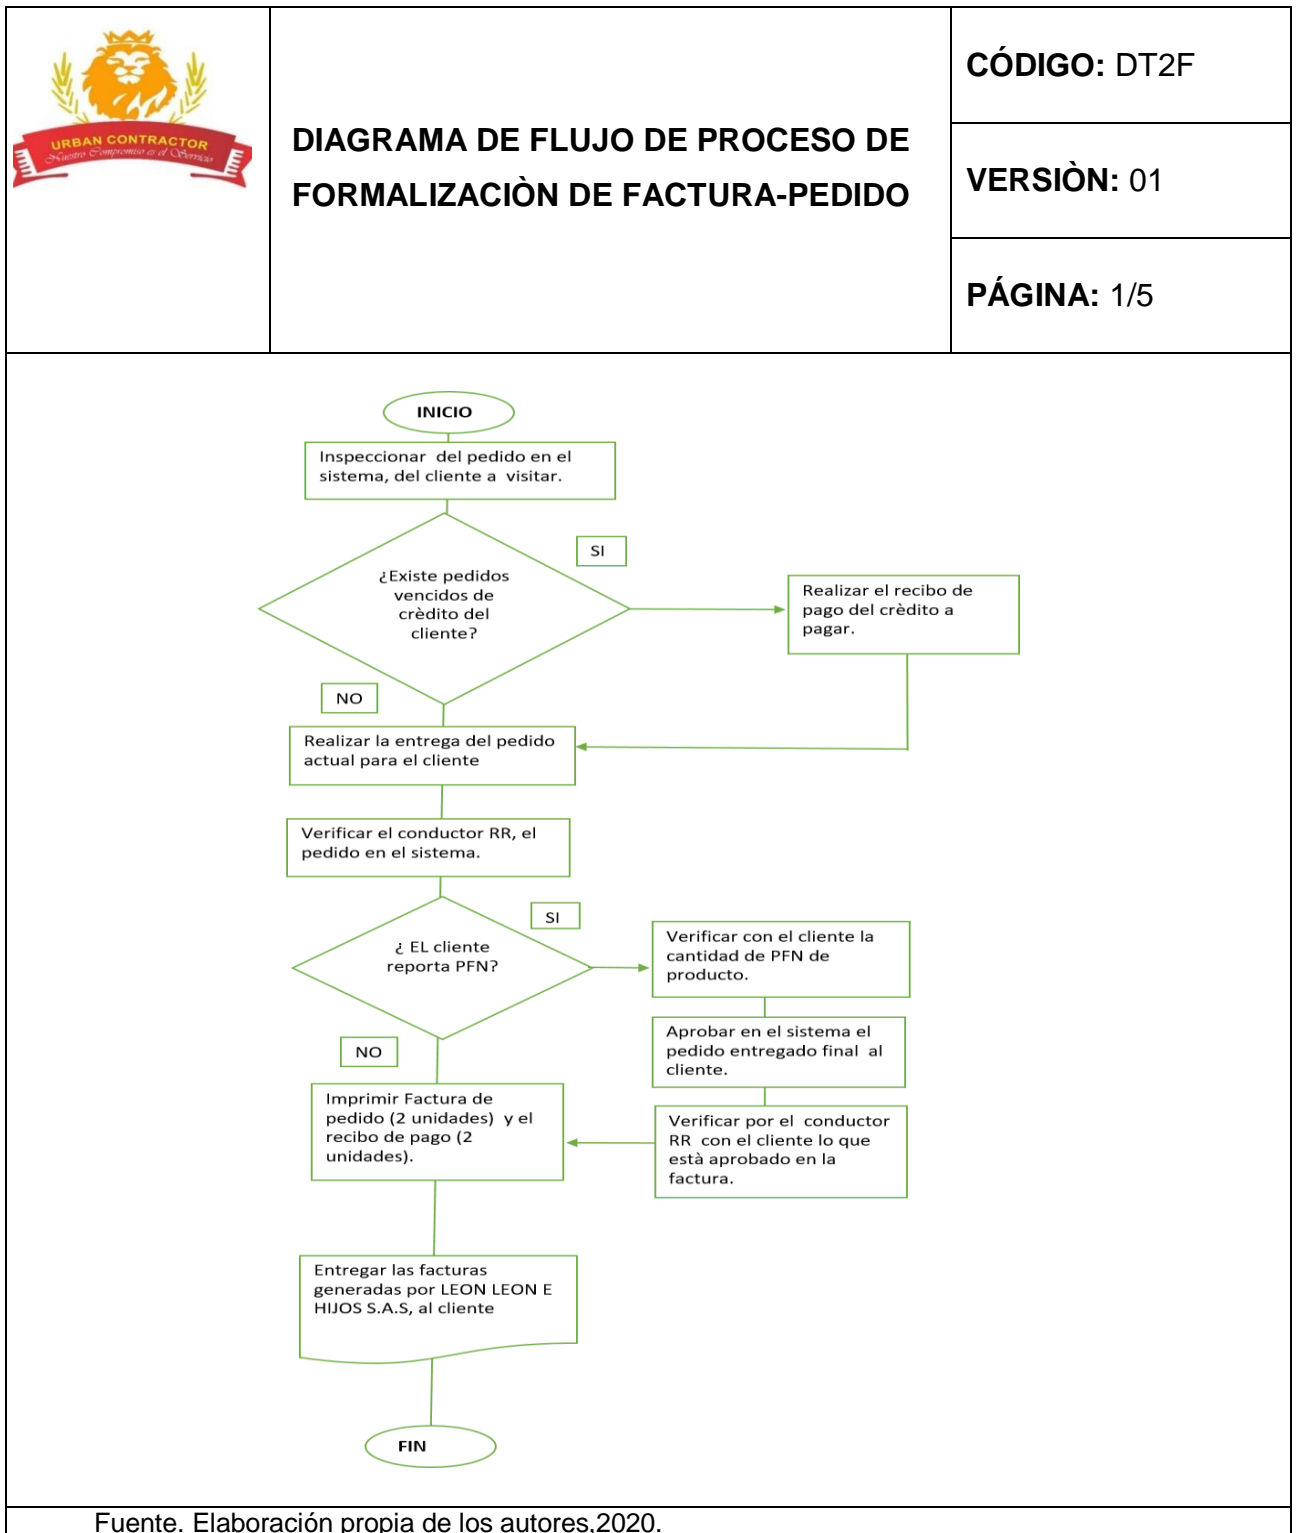 URBAN CONTRACTOR
Nuestro Compromiso es el Servicio
DIAGRAMA DE FLUJO DE PROCESO DE
FORMALIZACIÒN DE FACTURA-PEDIDO
CÓDIGO: DT2F
VERSIÒN: 01
PÁGINA: 1/5
INICIO
Inspeccionar del pedido en el
sistema, del cliente a visitar.
SI
¿Existe pedidos
vencidos de
crèdito del
cliente?
Realizar el recibo de
pago del crèdito a
pagar.
NO
Realizar la entrega del pedido
actual para el cliente
Verificar el conductor RR, el
pedido en el sistema.
SI
¿ EL cliente
reporta PFN?
Verificar con el cliente la
cantidad de PFN de
producto.
Aprobar en el sistema el
pedido entregado final al
cliente.
NO
Imprimir Factura de
pedido (2 unidades) y el
recibo de pago (2
unidades).
Verificar por el conductor
RR con el cliente lo que
està aprobado en la
factura.
Entregar las facturas
generadas por LEON LEON E
HIJOS S.A.S, al cliente
FIN
Fuente. Elaboración propia de los autores,2020.